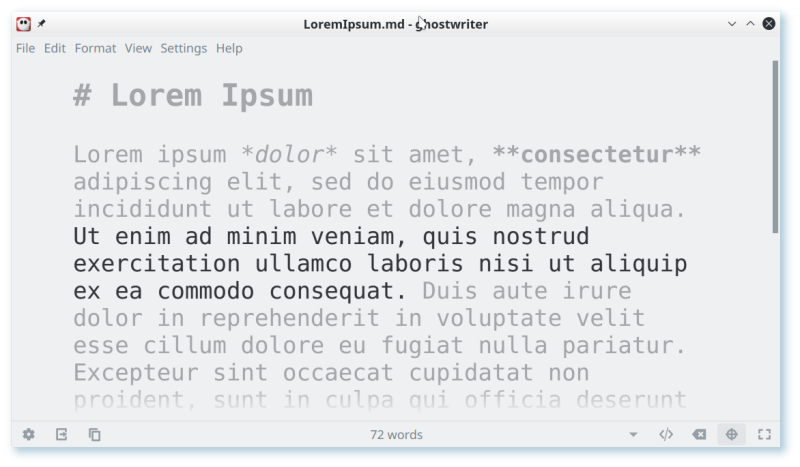 LoremIpsum.md - ghostwriter
File Edit Format View Settings Help
# Lorem Ipsum
Lorem ipsum *dolor* sit amet, **consectetur**
adipiscing elit, sed do eiusmod tempor
incididunt ut labore et dolore magna aliqua.
Ut enim ad minim veniam, quis nostrud
exercitation ullamco laboris nisi ut aliquip
ex ea commodo consequat. Duis aute irure
dolor in reprehenderit in voluptate velit
esse cillum dolore eu fugiat nulla pariatur.
Excepteur sint occaecat cupidatat non
proident, sunt in culpa qui officia deserunt
72 words